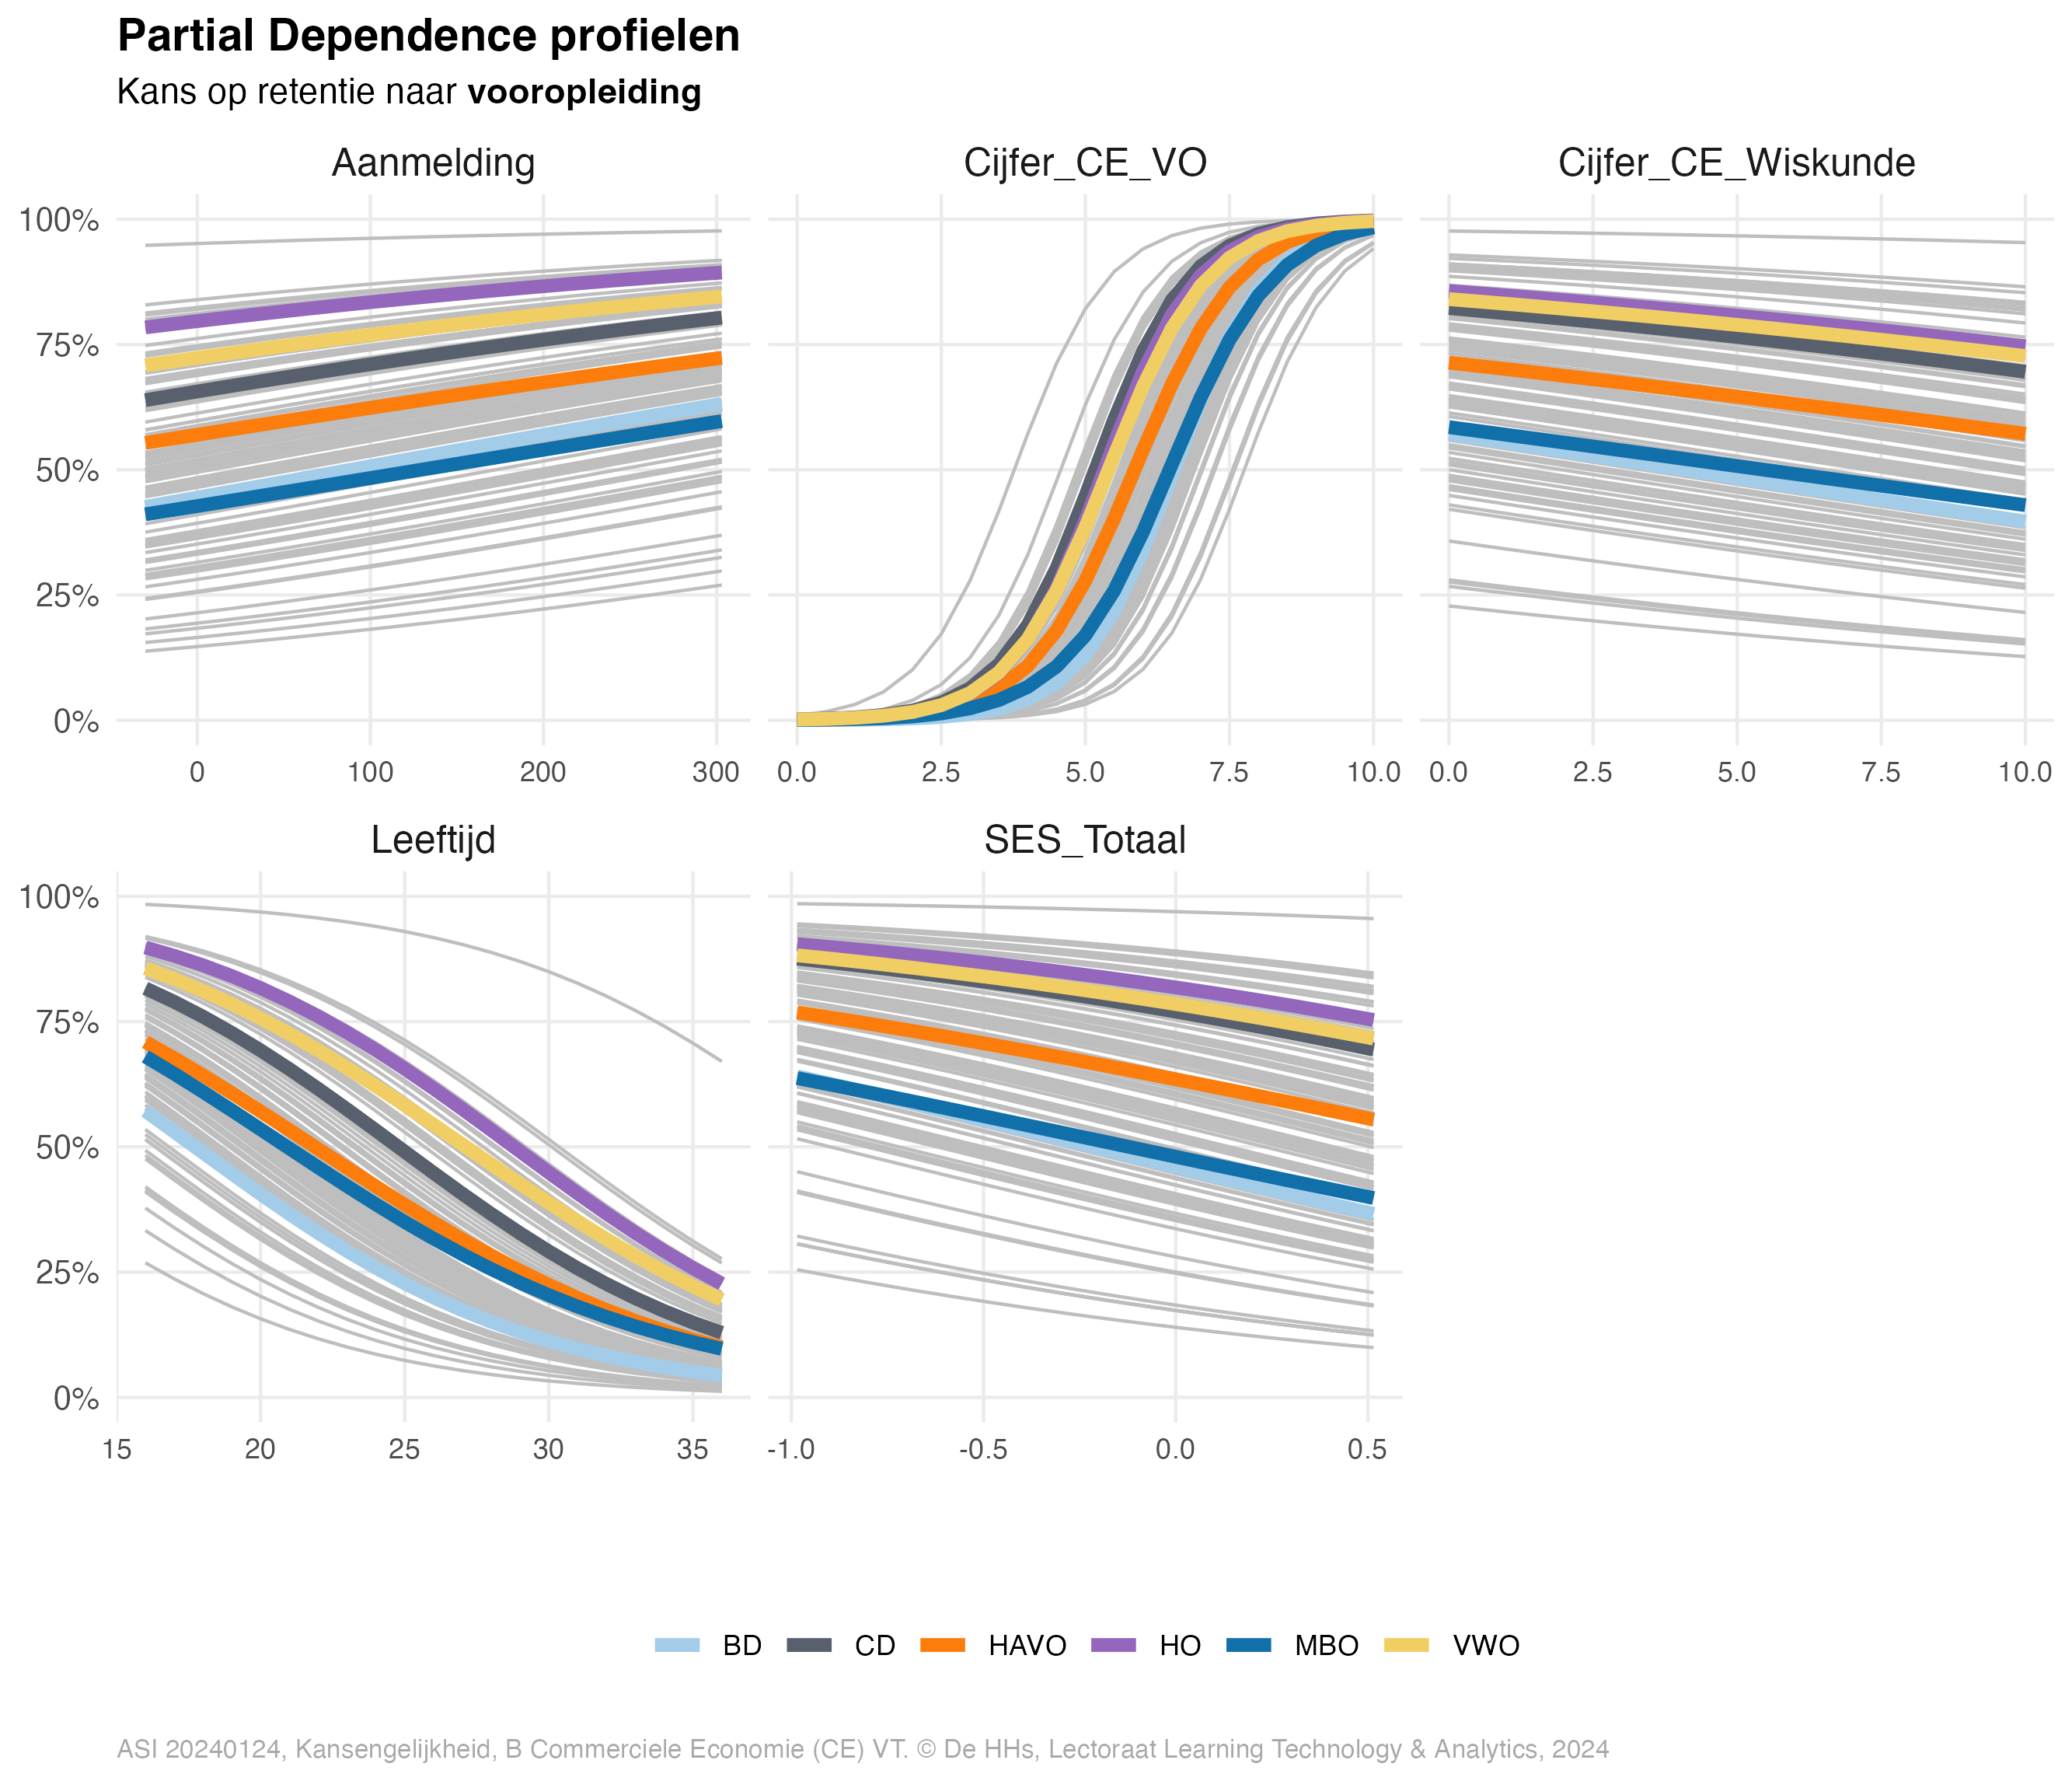 Partial Dependence profielen
Kans op retentie naar vooropleiding
Aanmelding
Cijfer_CE_VO
Cijfer_CE_Wiskunde
100%
75%
50%
25%
0%
0 100 200 300
0.0 2.5 5.0 7.5 10.0
0.0 2.5 5.0 7.5 10.0
Leeftijd
SES_Totaal
100%
75%
50%
25%
0%
15 20 25 30 35
-1.0 -0.5 0.0 0.5
BD CD HAVO HO MBO VWO
ASI 20240124, Kansengelijkheid, B Commerciele Economie (CE) VT. © De HHs, Lectoraat Learning Technology & Analytics, 2024